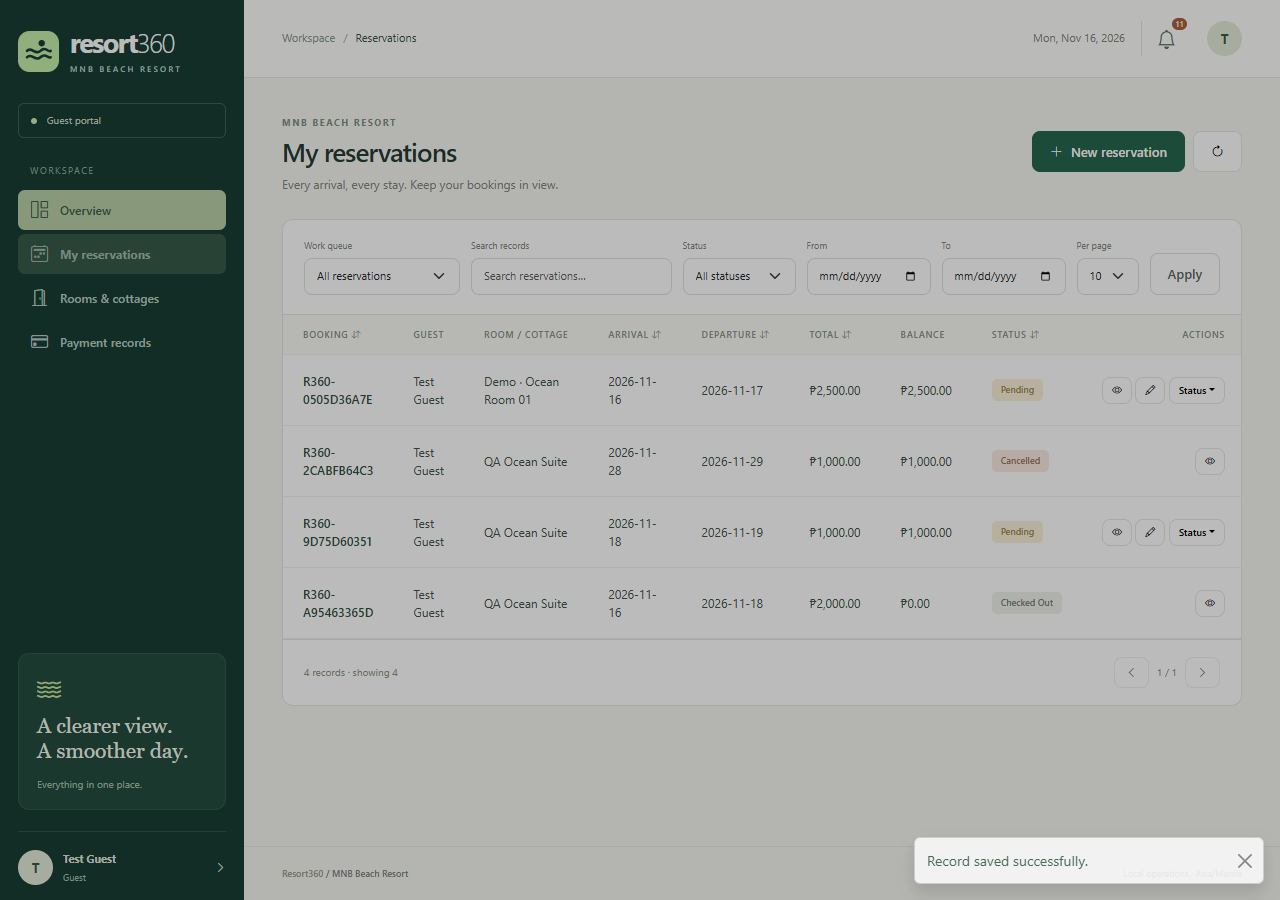 resort360
MNB BEACH RESORT
Guest portal
WORKSPACE
Overview
My reservations
Rooms & cottages
Payment records
A clearer view.
A smoother day.
Everything in one place.
T
Test Guest
Guest
Workspace / Reservations
Mon, Nov 16, 2026
11
T
MNB BEACH RESORT
My reservations
Every arrival, every stay. Keep your bookings in view.
+ New reservation
Work queue
Search records
Status
From
To
Per page
All reservations
Search reservations...
All statuses
mm/dd/yyyy
mm/dd/yyyy
10
Apply
BOOKING GUEST ROOM / COTTAGE ARRIVAL DEPARTURE TOTAL BALANCE STATUS ACTIONS
R360-0505D36A7E Test Guest Demo · Ocean Room 01 2026-11-16 2026-11-17 ₱2,500.00 ₱2,500.00 Pending Status
R360-2CABFB64C3 Test Guest QA Ocean Suite 2026-11-28 2026-11-29 ₱1,000.00 ₱1,000.00 Cancelled
R360-9D75D60351 Test Guest QA Ocean Suite 2026-11-18 2026-11-19 ₱1,000.00 ₱1,000.00 Pending Status
R360-A95463365D Test Guest QA Ocean Suite 2026-11-16 2026-11-18 ₱2,000.00 ₱0.00 Checked Out
4 records · showing 4
1 / 1
Resort360 / MNB Beach Resort
Record saved successfully.
Local operations · Asia/Manila